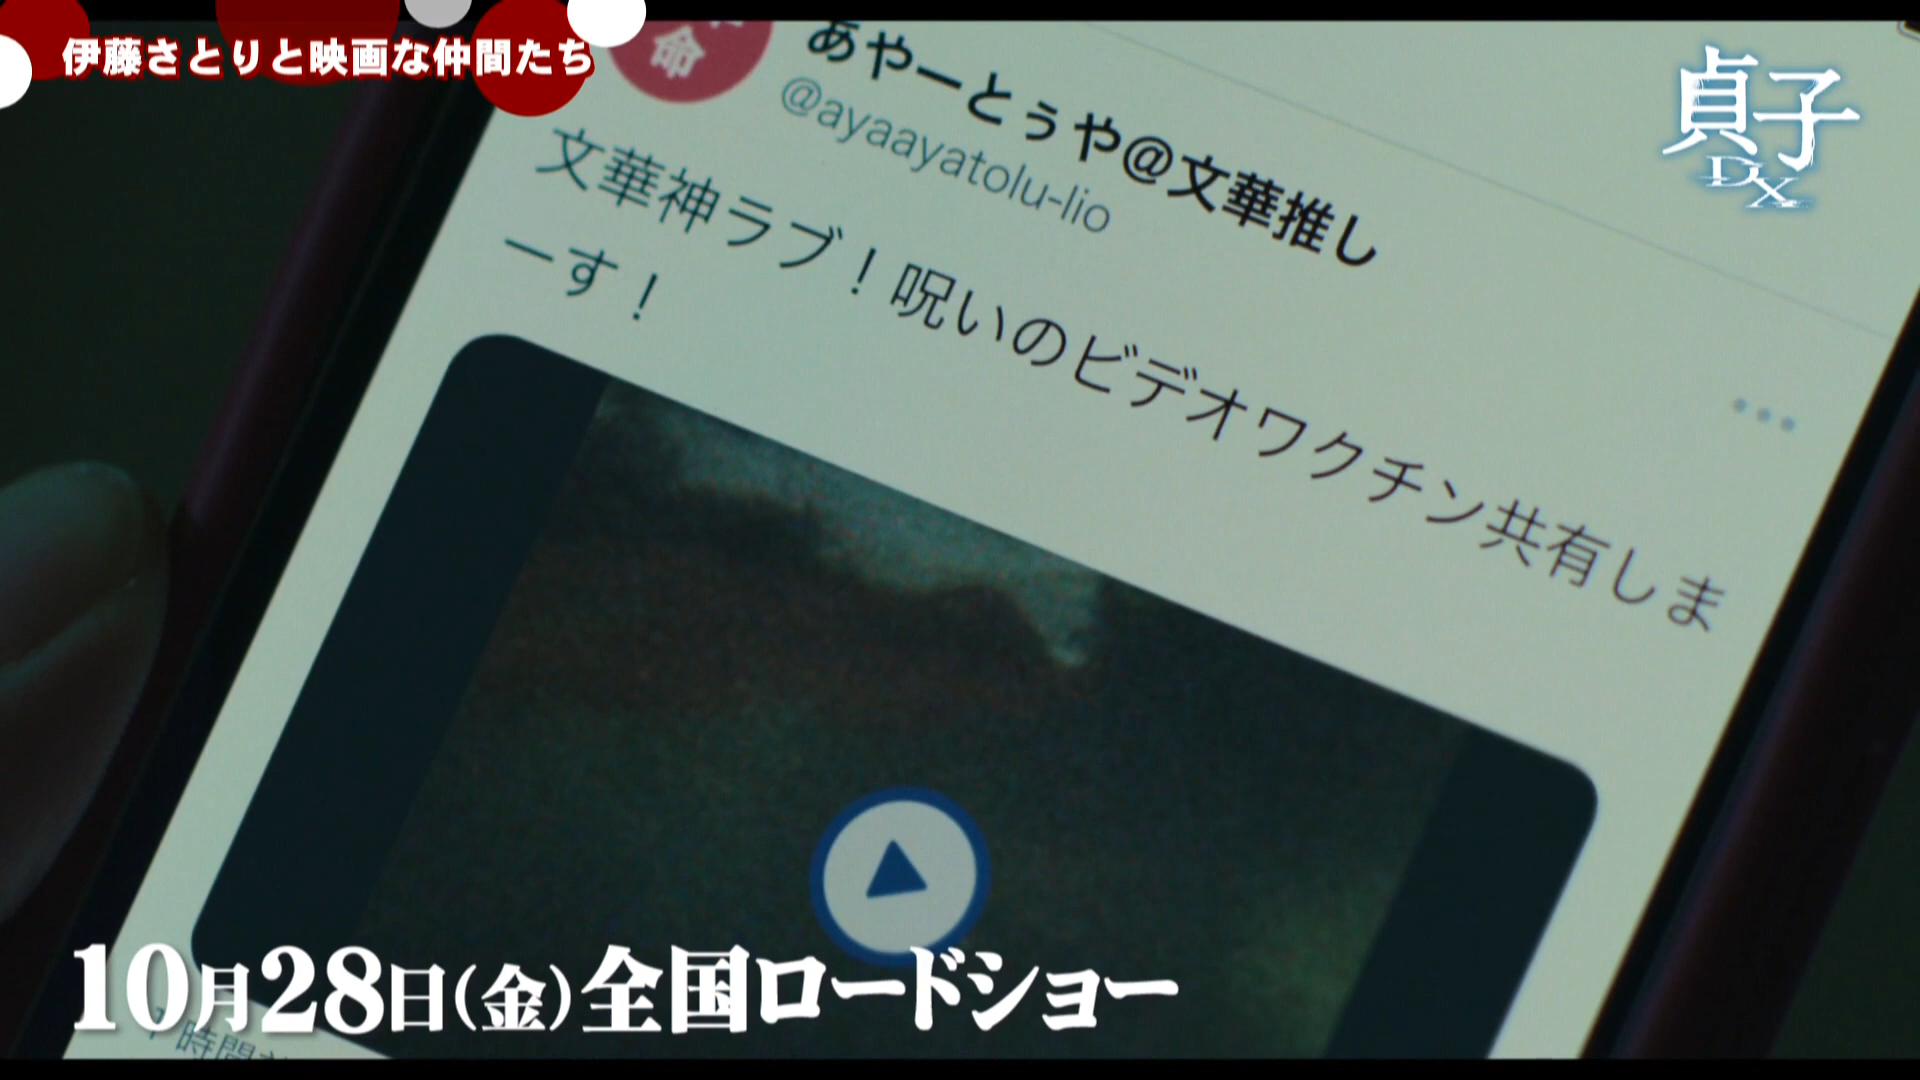 伊藤さとりと映画な仲間たち
貞子
DX
命
あやーとぅや@文華推し
@ayaayatolu-lio
文華神ラブ！呪いのビデオワクチン共有しま
ーす！
10月28日(金)全国ロードショー
時間